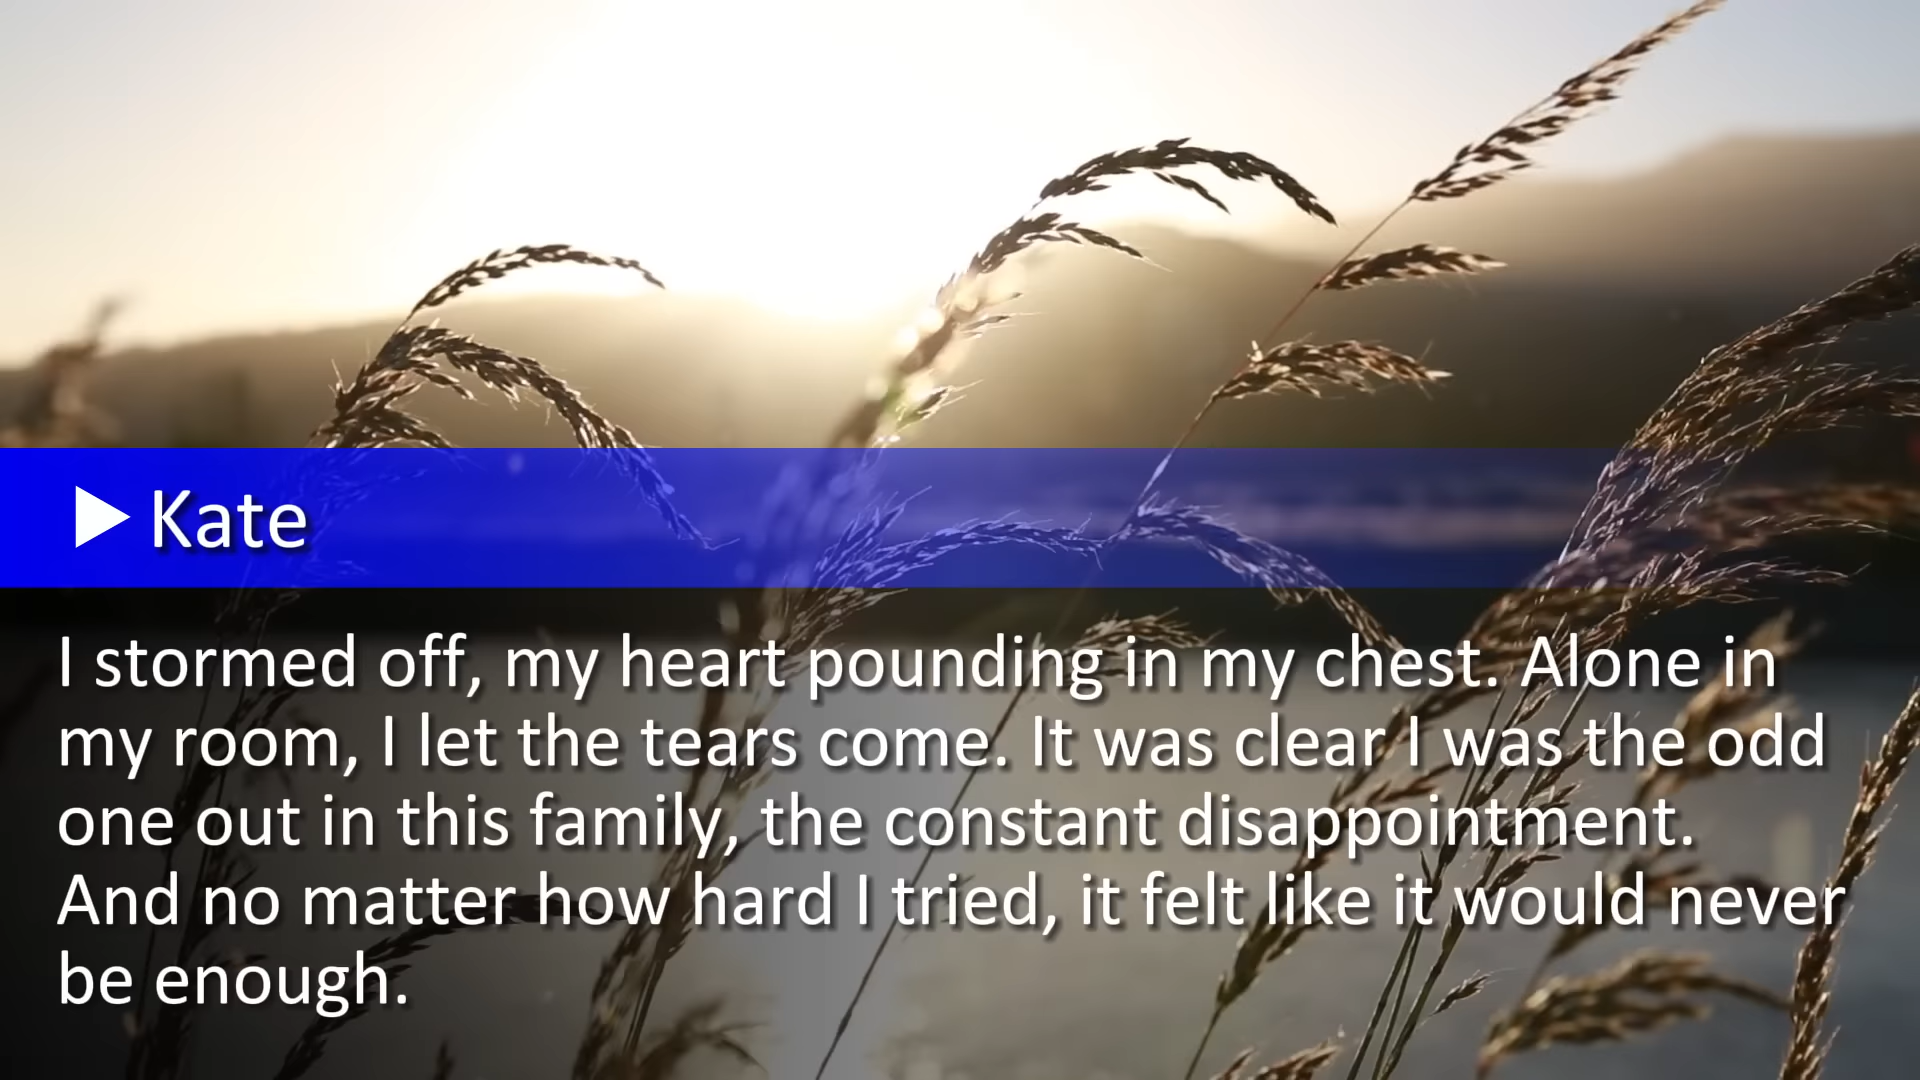 Kate
I stormed off, my heart pounding in my chest. Alone in
my room, I let the tears come. It was clear I was the odd
one out in this family, the constant disappointment.
And no matter how hard I tried, it felt like it would never
be enough.